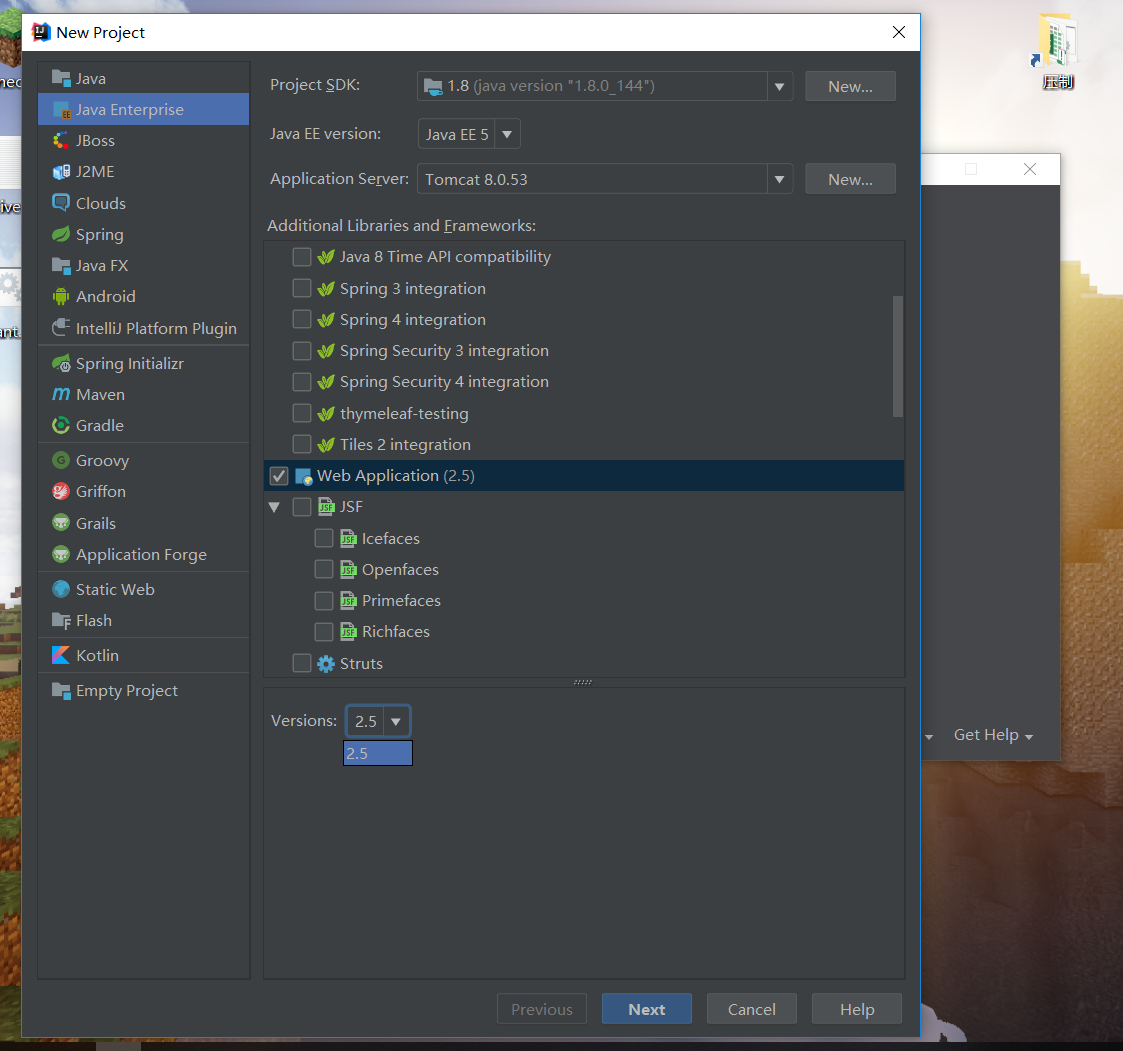 New Project
Java
Java Enterprise
JBoss
J2ME
Clouds
Spring
Java FX
Android
IntelliJ Platform Plugin
Spring Initializr
Maven
Gradle
Groovy
Griffon
Grails
Application Forge
Static Web
Flash
Kotlin
Empty Project
Project SDK: 1.8 (java version "1.8.0_144") New...
Java EE version: Java EE 5
Application Server: Tomcat 8.0.53 New...
Additional Libraries and Frameworks:
Java 8 Time API compatibility
Spring 3 integration
Spring 4 integration
Spring Security 3 integration
Spring Security 4 integration
thymeleaf-testing
Tiles 2 integration
Web Application (2.5)
JSF
Icefaces
Openfaces
Primefaces
Richfaces
Struts
Versions: 2.5
2.5
Previous Next Cancel Help
压制
Get Help